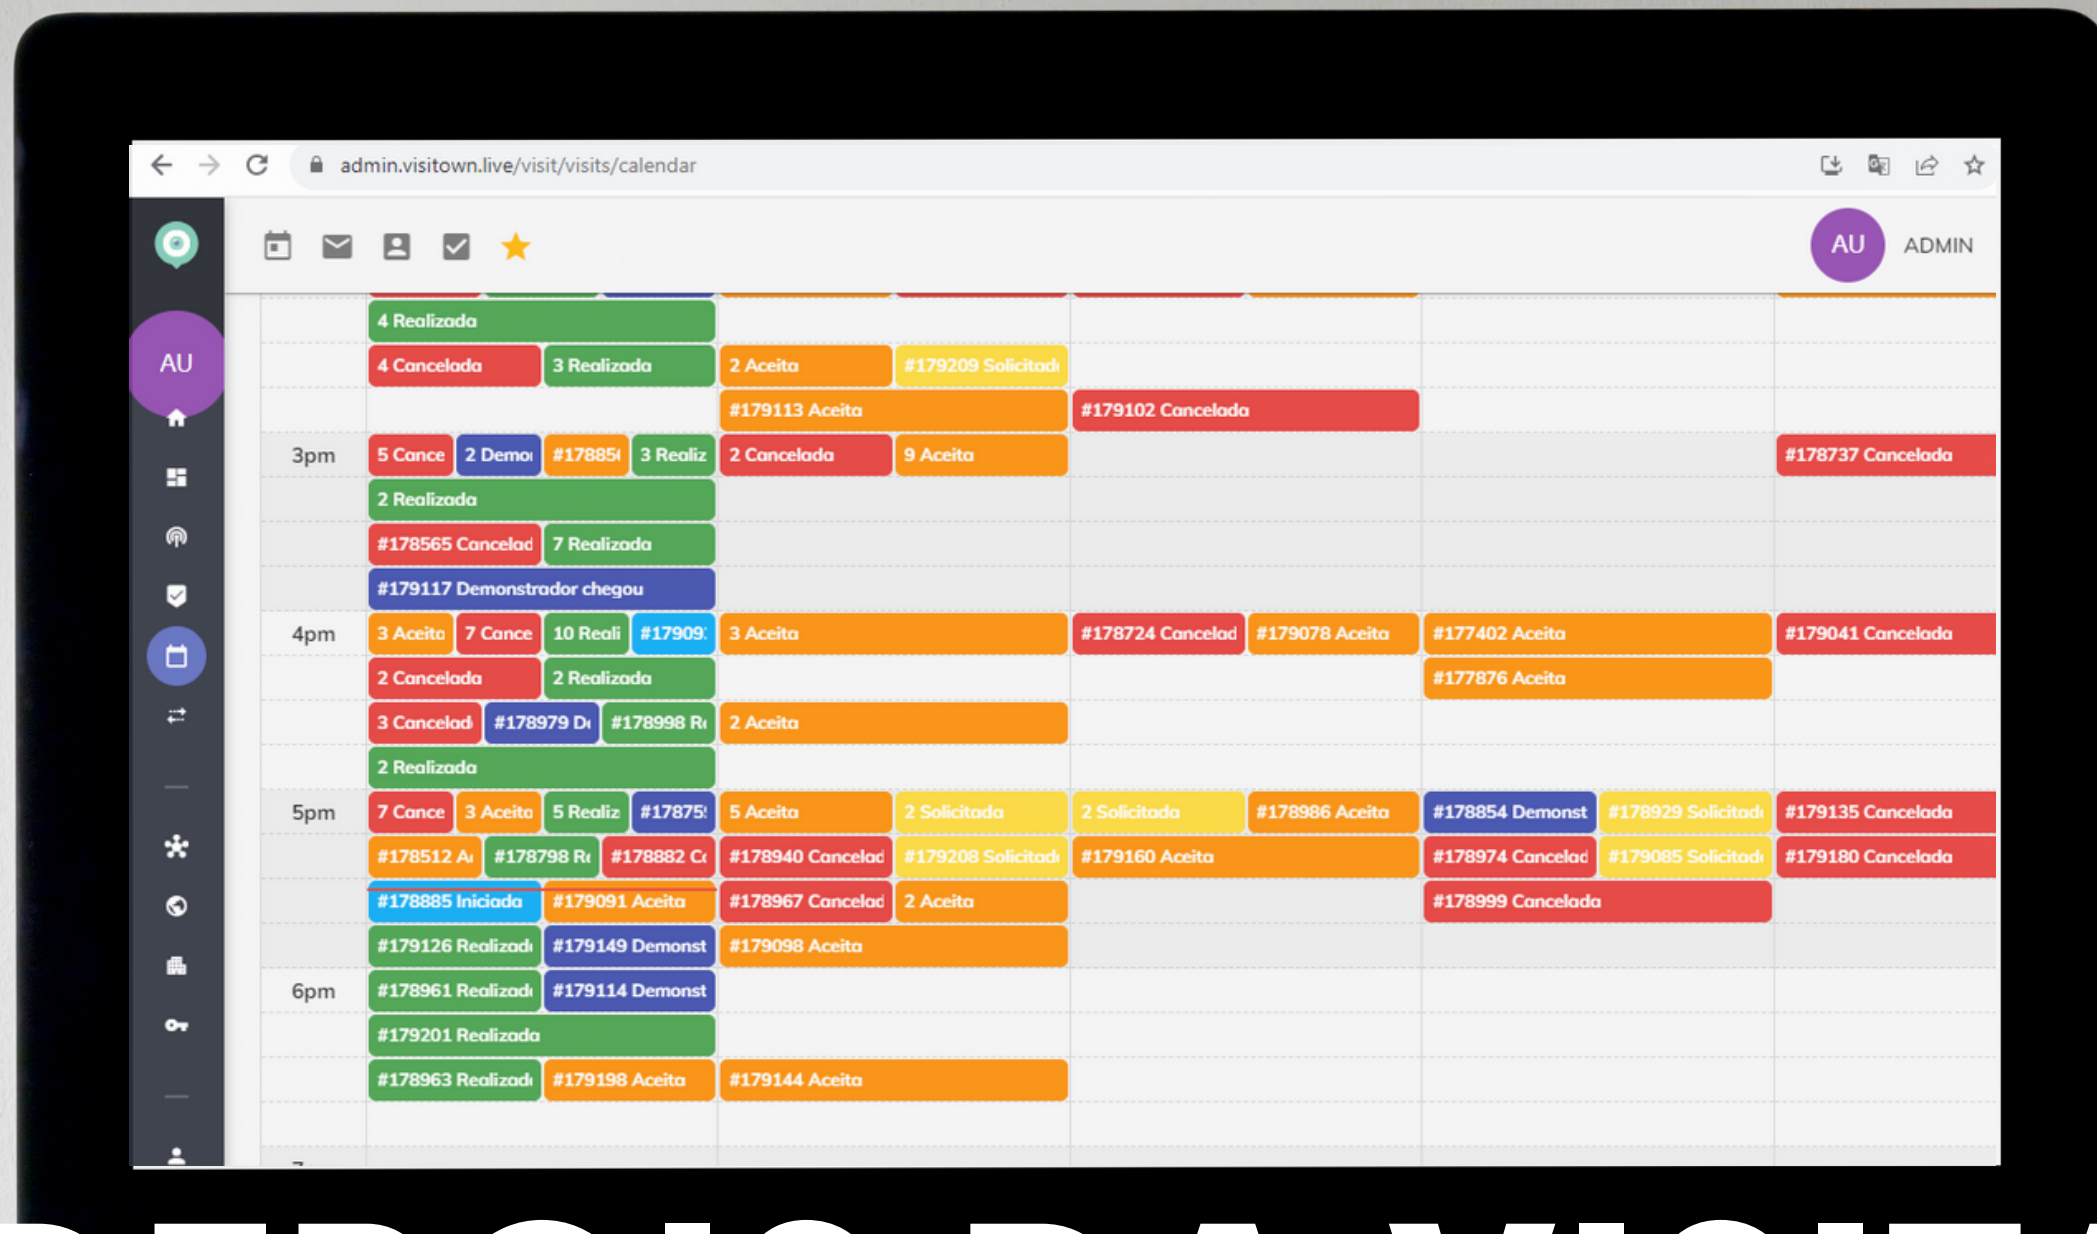 admin.visitown.live/visit/visits/calendar
AU ADMIN
AU
4 Realizada
4 Cancelada 3 Realizada 2 Aceita #179209 Solicitad
#179113 Aceita #179102 Cancelada
3pm 5 Cance 2 Demo #17885 3 Realiz 2 Cancelada 9 Aceita #178737 Cancelada
2 Realizada
#178565 Cancelad 7 Realizada
#179117 Demonstrador chegou
4pm 3 Aceita 7 Cance 10 Reali #17909 3 Aceita #178724 Cancelad #179078 Aceita #177402 Aceita #179041 Cancelada
2 Cancelada 2 Realizada #177876 Aceita
3 Cancelad #178979 D #178998 R 2 Aceita
2 Realizada
5pm 7 Cance 3 Aceita 5 Realiz #17875 5 Aceita 2 Solicitada 2 Solicitada #178986 Aceita #178854 Demonst #178929 Solicitad #179135 Cancelada
#178512 A #178798 R #178882 C #178940 Cancelad #179208 Solicitad #179160 Aceita #178974 Cancelad #179085 Solicitad #179180 Cancelada
#178885 Iniciada #179091 Aceita #178967 Cancelad 2 Aceita #178999 Cancelada
#179126 Realizad #179149 Demonst #179098 Aceita
6pm #178961 Realizad #179114 Demonst
#179201 Realizada
#178963 Realizad #179198 Aceita #179144 Aceita